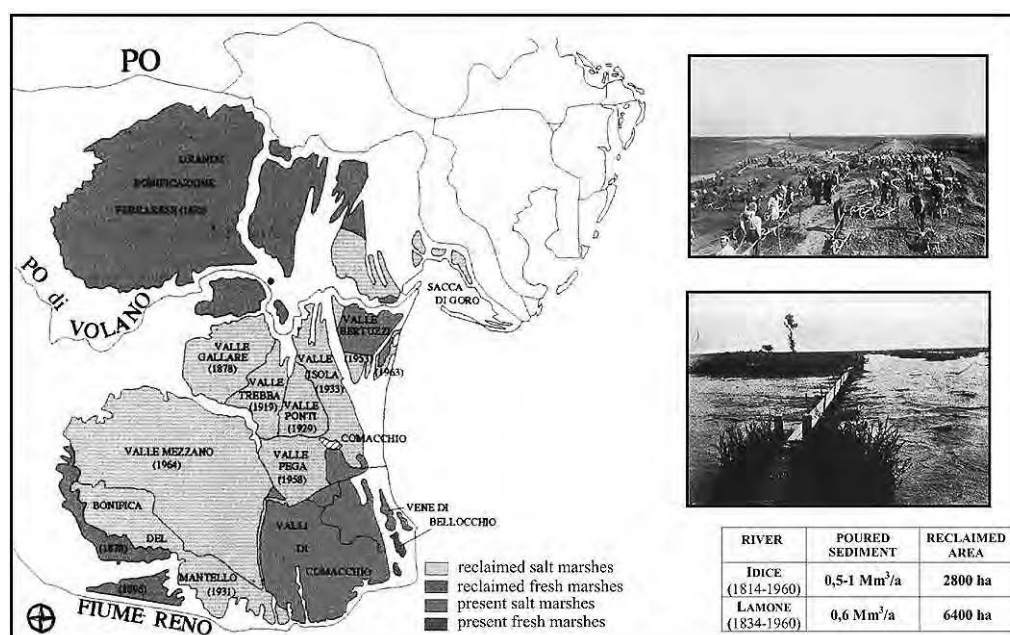 PO
GRANDE
BONIFICAZIONE
FERRARESE
PO di
VOLANO
SACCA
DI GORO
VALLE
BERTUZZI
(1953)
(1963)
VALLE
GALLARE
(1878)
VALLE
ISOLA
(1933)
VALLE
TREBBA
(1919)
VALLE
PONTI
(1929)
COMACCHIO
VALLE MEZZANO
(1964)
VALLE
PEGA
(1958)
BONIFICA
DEL
MANTELLO
(1931)
VALLI
DI
COMACCHIO
VENE DI
BELLOCCHIO
FIUME RENO
reclaimed salt marshes
reclaimed fresh marshes
present salt marshes
present fresh marshes
RIVER POURED SEDIMENT RECLAIMED AREA
IDICE (1814-1960) 0,5-1 Mm³/a 2800 ha
LAMONE (1834-1960) 0,6 Mm³/a 6400 ha